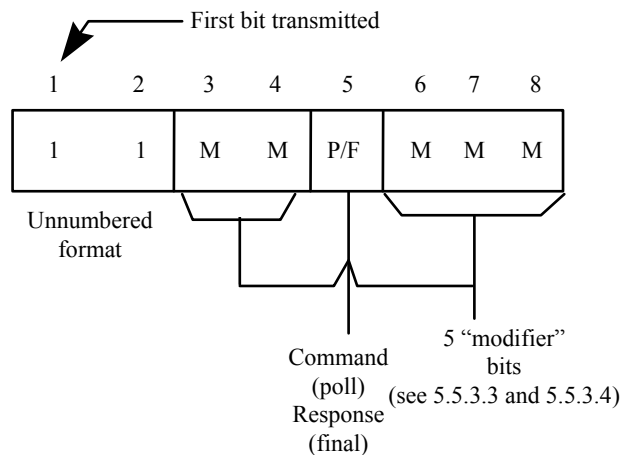 First bit transmitted
1 2 3 4 5 6 7 8
1 1 M M P/F M M M
Unnumbered
format
5 “modifier”
bits
(see 5.5.3.3 and 5.5.3.4)
Command
(poll)
Response
(final)